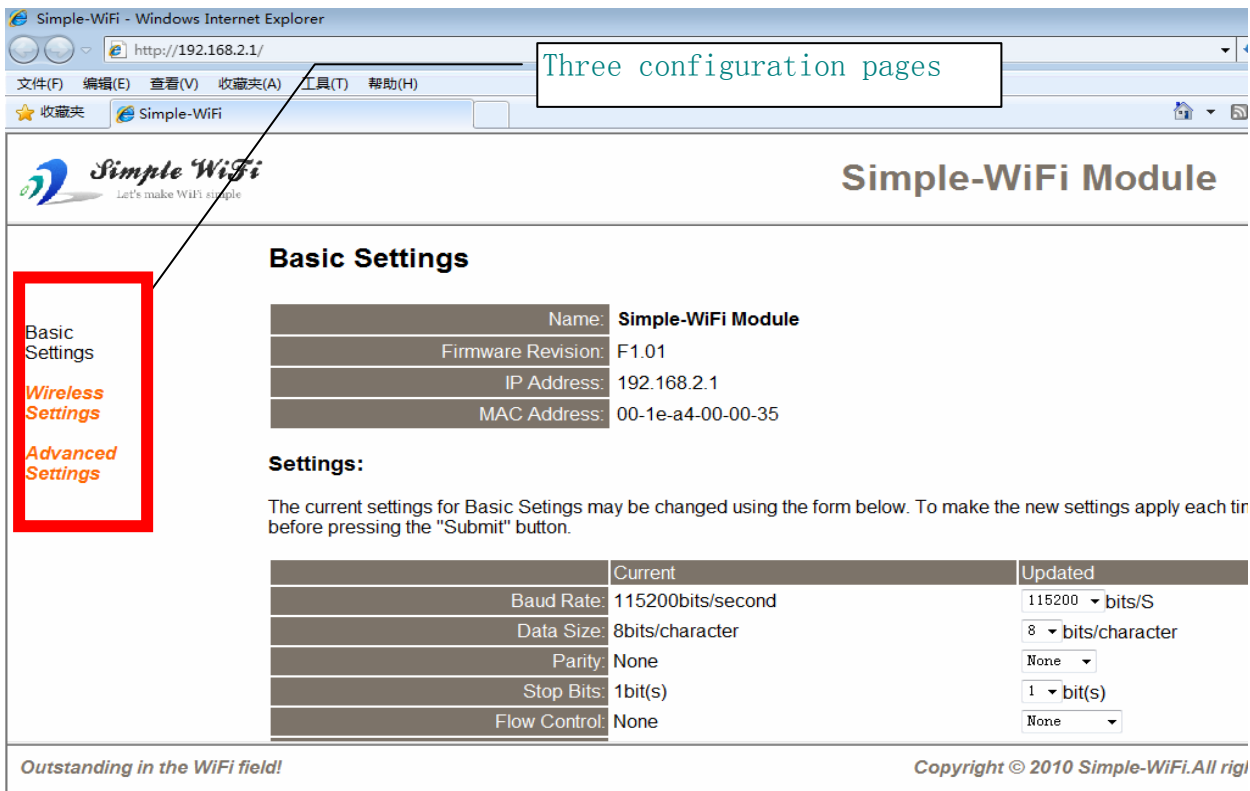 Simple-WiFi - Windows Internet Explorer
http://192.168.2.1/
Three configuration pages
文件(F) 编辑(E) 查看(V) 收藏夹(A) 工具(T) 帮助(H)
收藏夹 Simple-WiFi
Simple WiFi
Let's make WiFi simple
Simple-WiFi Module
Basic
Settings
Wireless
Settings
Advanced
Settings
Basic Settings
Name: Simple-WiFi Module
Firmware Revision: F1.01
IP Address: 192.168.2.1
MAC Address: 00-1e-a4-00-00-35
Settings:
The current settings for Basic Setings may be changed using the form below. To make the new settings apply each
before pressing the "Submit" button.
Current Updated
Baud Rate: 115200bits/second 115200 bits/S
Data Size: 8bits/character 8 bits/character
Parity: None None
Stop Bits: 1bit(s) 1 bit(s)
Flow Control: None None
Outstanding in the WiFi field!
Copyright © 2010 Simple-WiFi.All